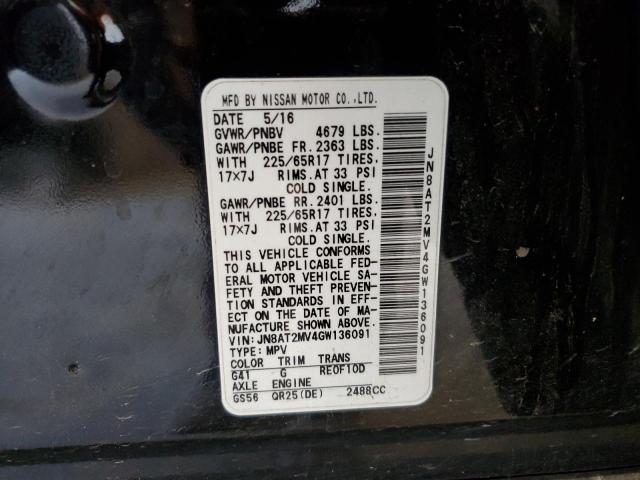 MFD BY NISSAN MOTOR CO.,LTD.
DATE 5/16
GVWR/PNBV 4679 LBS.
GAWR/PNBE FR. 2363 LBS.
WITH 225/65R17 TIRES,
17×7J RIMS.AT 33 PSI
COLD SINGLE.
GAWR/PNBE RR. 2401 LBS.
WITH 225/65R17 TIRES,
17×7J RIMS.AT 33 PSI
COLD SINGLE.
THIS VEHICLE CONFORMS
TO ALL APPLICABLE FED-
ERAL MOTOR VEHICLE SA-
FETY AND THEFT PREVEN-
TION STANDARDS IN EFF-
ECT ON THE DATE OF MA-
NUFACTURE SHOWN ABOVE.
VIN: JN8AT2MV4GW136091
TYPE: MPV
COLOR TRIM TRANS
G41 G RE0F10D
AXLE ENGINE
GS56 QR25(DE) 2488CC
JN8AT2MV4GW136091